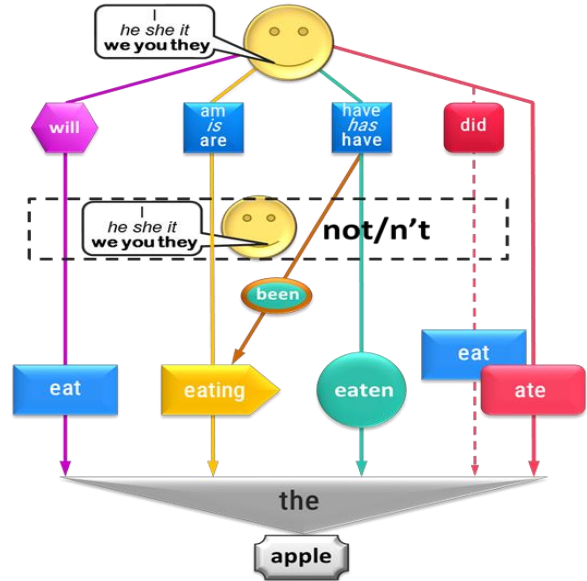 I
he she it
we you they
will
am
is
are
have
has
have
did
I
he she it
we you they
not/n't
been
eat
eating
eaten
eat
ate
the
apple